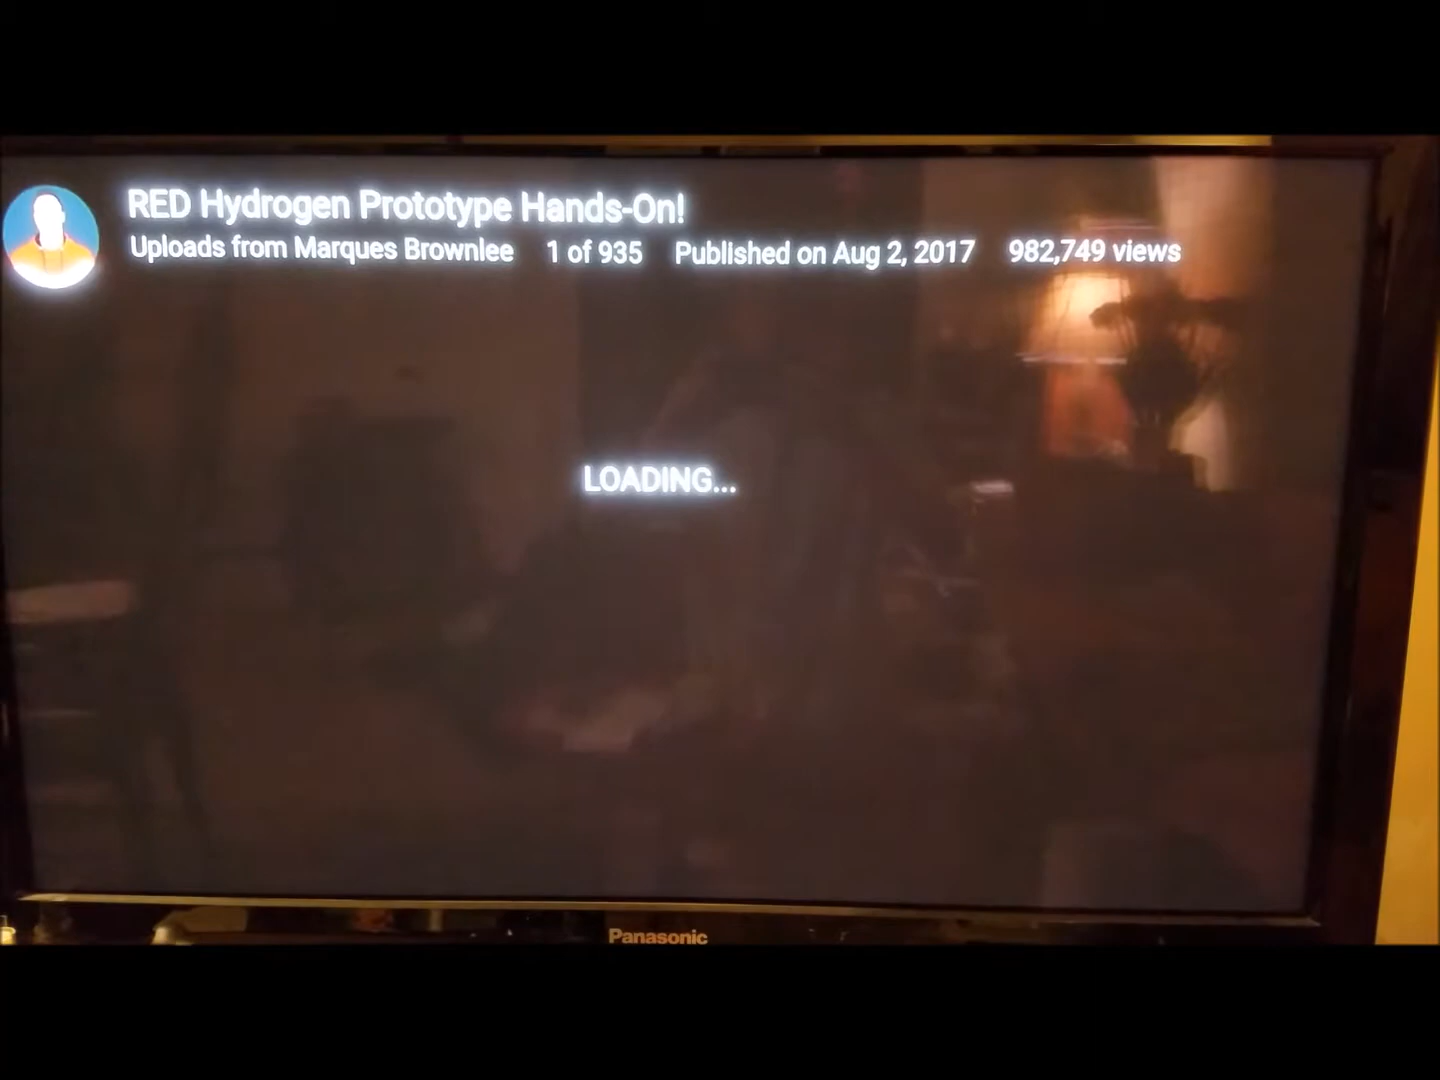 RED Hydrogen Prototype Hands-On!
Uploads from Marques Brownlee 1 of 935 Published on Aug 2, 2017 982,749 views
LOADING...
Panasonic